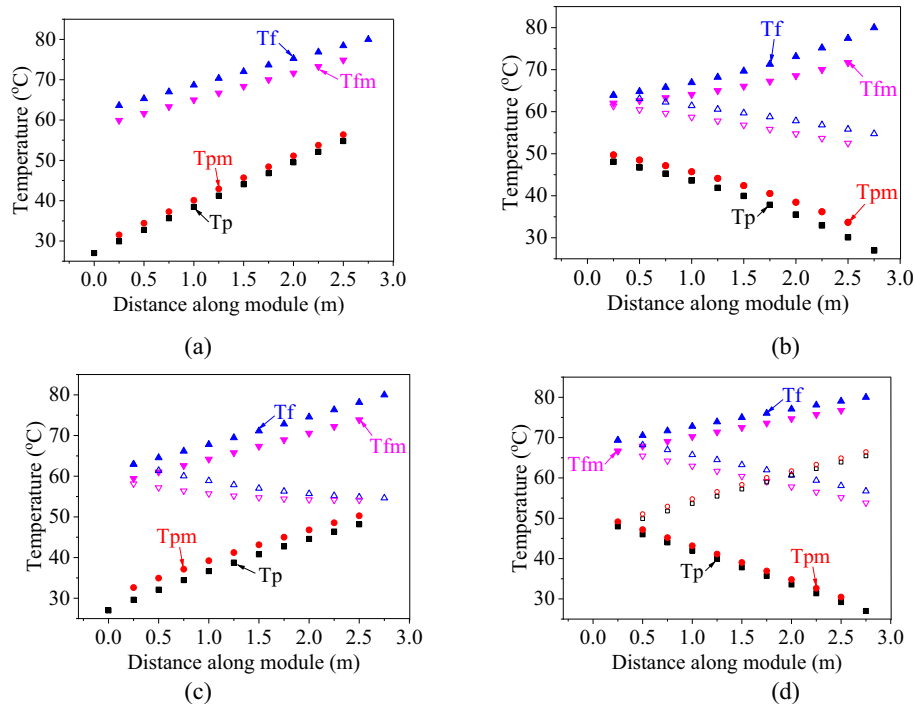 80
70
60
50
40
30
Temperature (ºC)
Tf
Tfm
Tpm
Tp
0.0 0.5 1.0 1.5 2.0 2.5 3.0
Distance along module (m)
(a)
80
70
60
50
40
30
Temperature (ºC)
Tf
Tfm
Tp
Tpm
0.0 0.5 1.0 1.5 2.0 2.5 3.0
Distance along module (m)
(b)
80
70
60
50
40
30
Temperature (ºC)
Tf
Tfm
Tpm
Tp
0.0 0.5 1.0 1.5 2.0 2.5 3.0
Distance along module (m)
(c)
80
70
60
50
40
30
Temperature (ºC)
Tf
Tfm
Tp
Tpm
0.0 0.5 1.0 1.5 2.0 2.5 3.0
Distance along module (m)
(d)